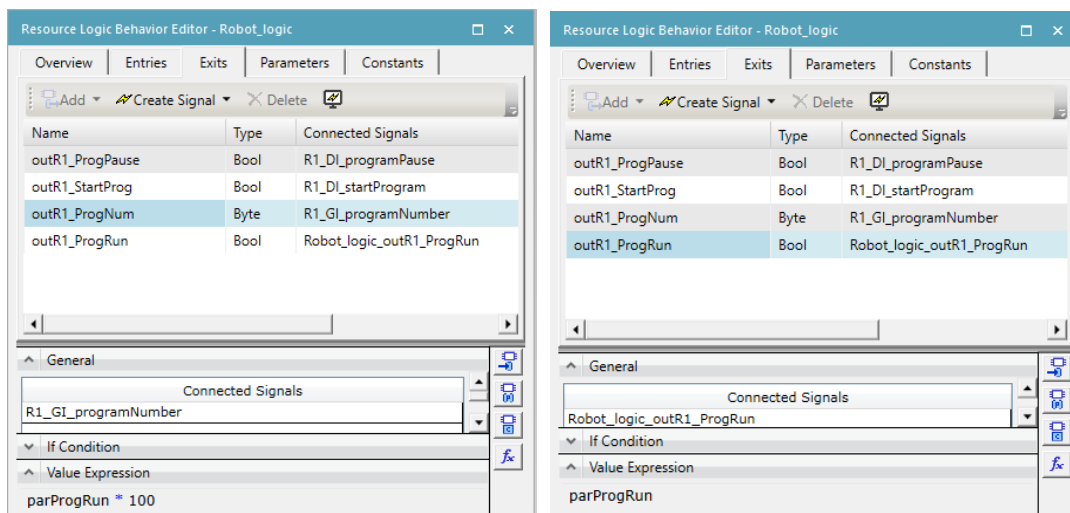 Resource Logic Behavior Editor - Robot_logic
Overview Entries Exits Parameters Constants
Add Create Signal Delete
Name Type Connected Signals
outR1_ProgPause Bool R1_DI_programPause
outR1_StartProg Bool R1_DI_startProgram
outR1_ProgNum Byte R1_GI_programNumber
outR1_ProgRun Bool Robot_logic_outR1_ProgRun
General
Connected Signals
R1_GI_programNumber
If Condition
Value Expression
parProgRun * 100
Resource Logic Behavior Editor - Robot_logic
Overview Entries Exits Parameters Constants
Add Create Signal Delete
Name Type Connected Signals
outR1_ProgPause Bool R1_DI_programPause
outR1_StartProg Bool R1_DI_startProgram
outR1_ProgNum Byte R1_GI_programNumber
outR1_ProgRun Bool Robot_logic_outR1_ProgRun
General
Connected Signals
Robot_logic_outR1_ProgRun
If Condition
Value Expression
parProgRun